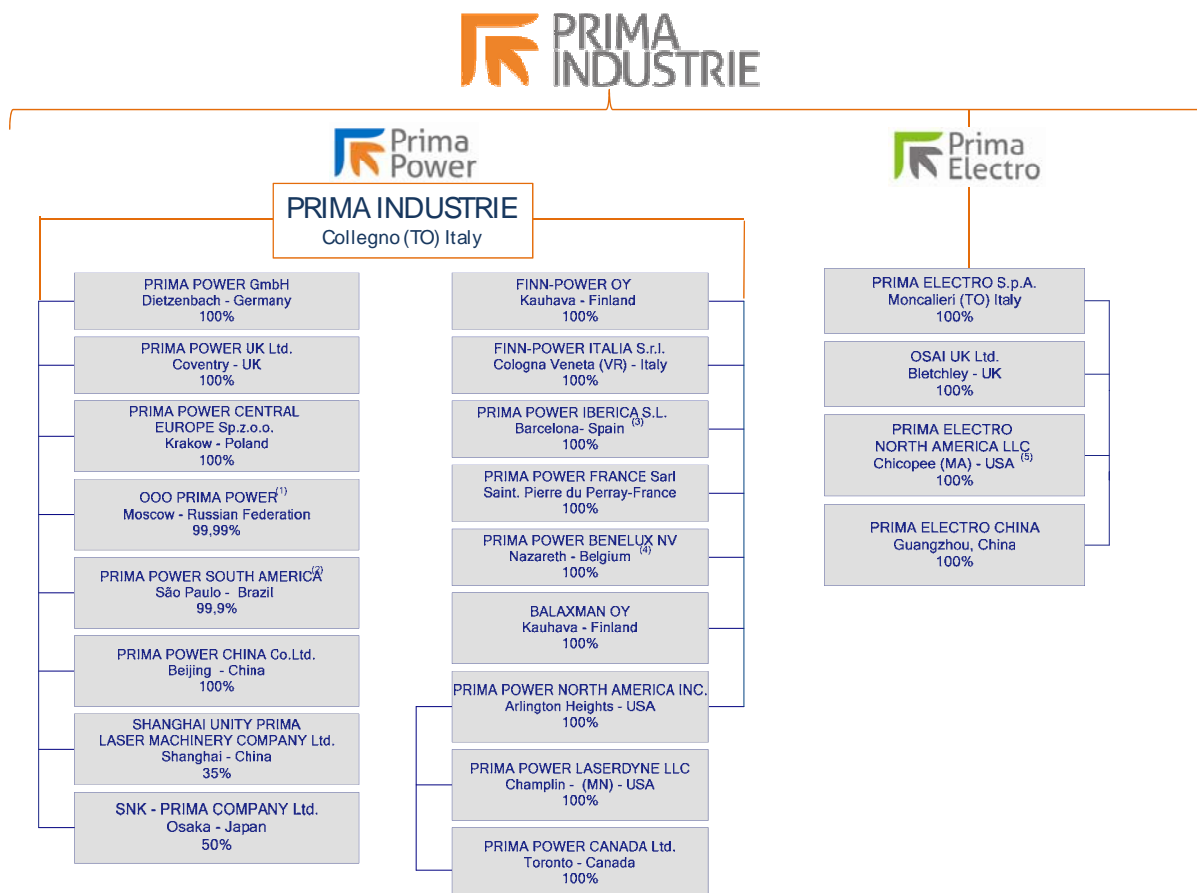 PRIMA
INDUSTRIE
Prima
Power
Prima
Electro
PRIMA INDUSTRIE
Collegno (TO) Italy
PRIMA POWER GmbH
Dietzenbach - Germany
100%
PRIMA POWER UK Ltd.
Coventry - UK
100%
PRIMA POWER CENTRAL
EUROPE Sp.z.o.o.
Krakow - Poland
100%
OOO PRIMA POWER (1)
Moscow - Russian Federation
99,99%
PRIMA POWER SOUTH AMERICA (2)
São Paulo - Brazil
99,9%
PRIMA POWER CHINA Co.Ltd.
Beijing - China
100%
SHANGHAI UNITY PRIMA
LASER MACHINERY COMPANY Ltd.
Shanghai - China
35%
SNK - PRIMA COMPANY Ltd.
Osaka - Japan
50%
FINN-POWER OY
Kauhava - Finland
100%
FINN-POWER ITALIA S.r.l.
Cologna Veneta (VR) - Italy
100%
PRIMA POWER IBERICA S.L.
Barcelona- Spain (3)
100%
PRIMA POWER FRANCE Sarl
Saint. Pierre du Perray-France
100%
PRIMA POWER BENELUX NV
Nazareth - Belgium (4)
100%
BALAXMAN OY
Kauhava - Finland
100%
PRIMA POWER NORTH AMERICA INC.
Arlington Heights - USA
100%
PRIMA POWER LASERDYNE LLC
Champlin - (MN) - USA
100%
PRIMA POWER CANADA Ltd.
Toronto - Canada
100%
PRIMA ELECTRO S.p.A.
Moncalieri (TO) Italy
100%
OSAI UK Ltd.
Bletchley - UK
100%
PRIMA ELECTRO
NORTH AMERICA LLC
Chicopee (MA) - USA (5)
100%
PRIMA ELECTRO CHINA
Guangzhou, China
100%